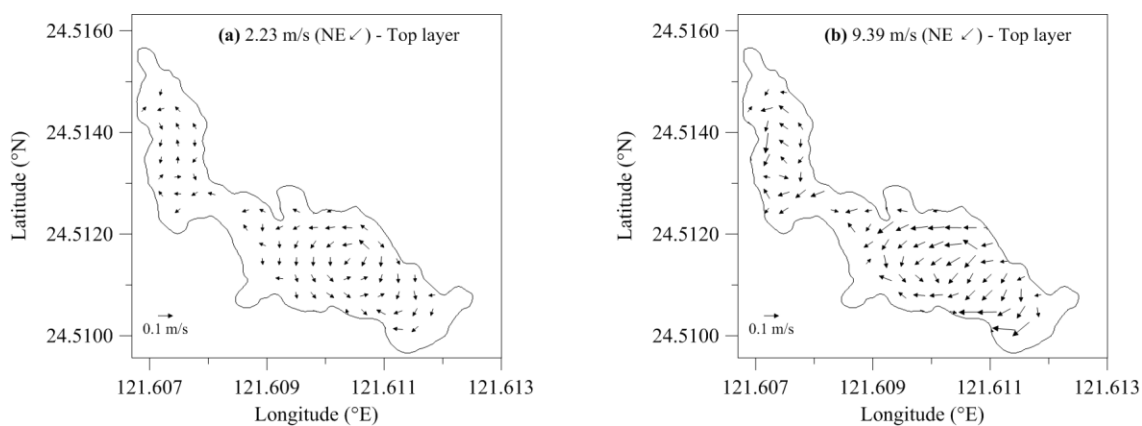 (a) 2.23 m/s (NE ↙) - Top layer
24.5160
24.5140
24.5120
24.5100
Latitude (°N)
0.1 m/s
121.607 121.609 121.611 121.613
Longitude (°E)
(b) 9.39 m/s (NE ↙) - Top layer
24.5160
24.5140
24.5120
24.5100
Latitude (°N)
0.1 m/s
121.607 121.609 121.611 121.613
Longitude (°E)